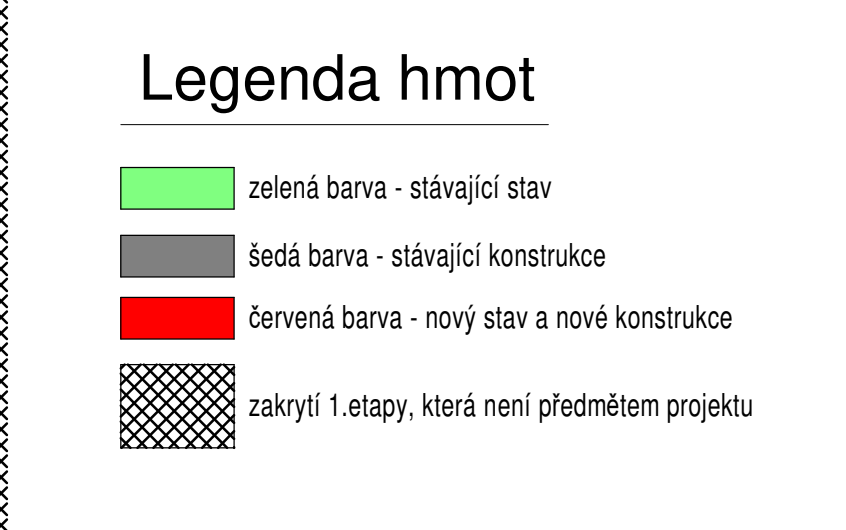 Legenda hmot
zelená barva - stávající stav
šedá barva - stávající konstrukce
červená barva - nový stav a nové konstrukce
zakrytí 1.etapy, která není předmětem projektu